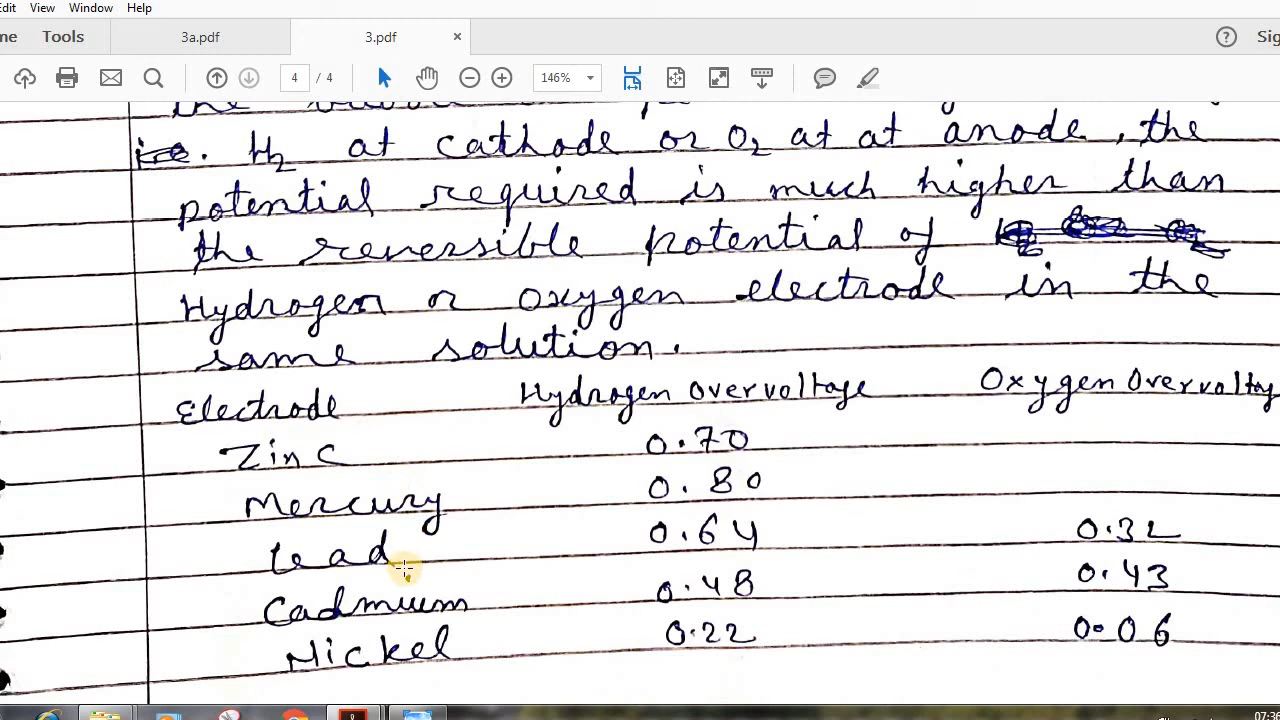 Edit View Window Help
me Tools 3a.pdf 3.pdf × ? Sig
4 / 4 146%
the
i.e. H2 at cathode or O2 at at anode, the
potential required is much higher than
the reversible potential of
Hydrogen or oxygen electrode in the
same solution.
Electrode Hydrogen Overvoltage Oxygen Overvoltag
Zinc 0.70
Mercury 0.80
Lead 0.64 0.32
Cadmium 0.48 0.43
Nickel 0.22 0.06